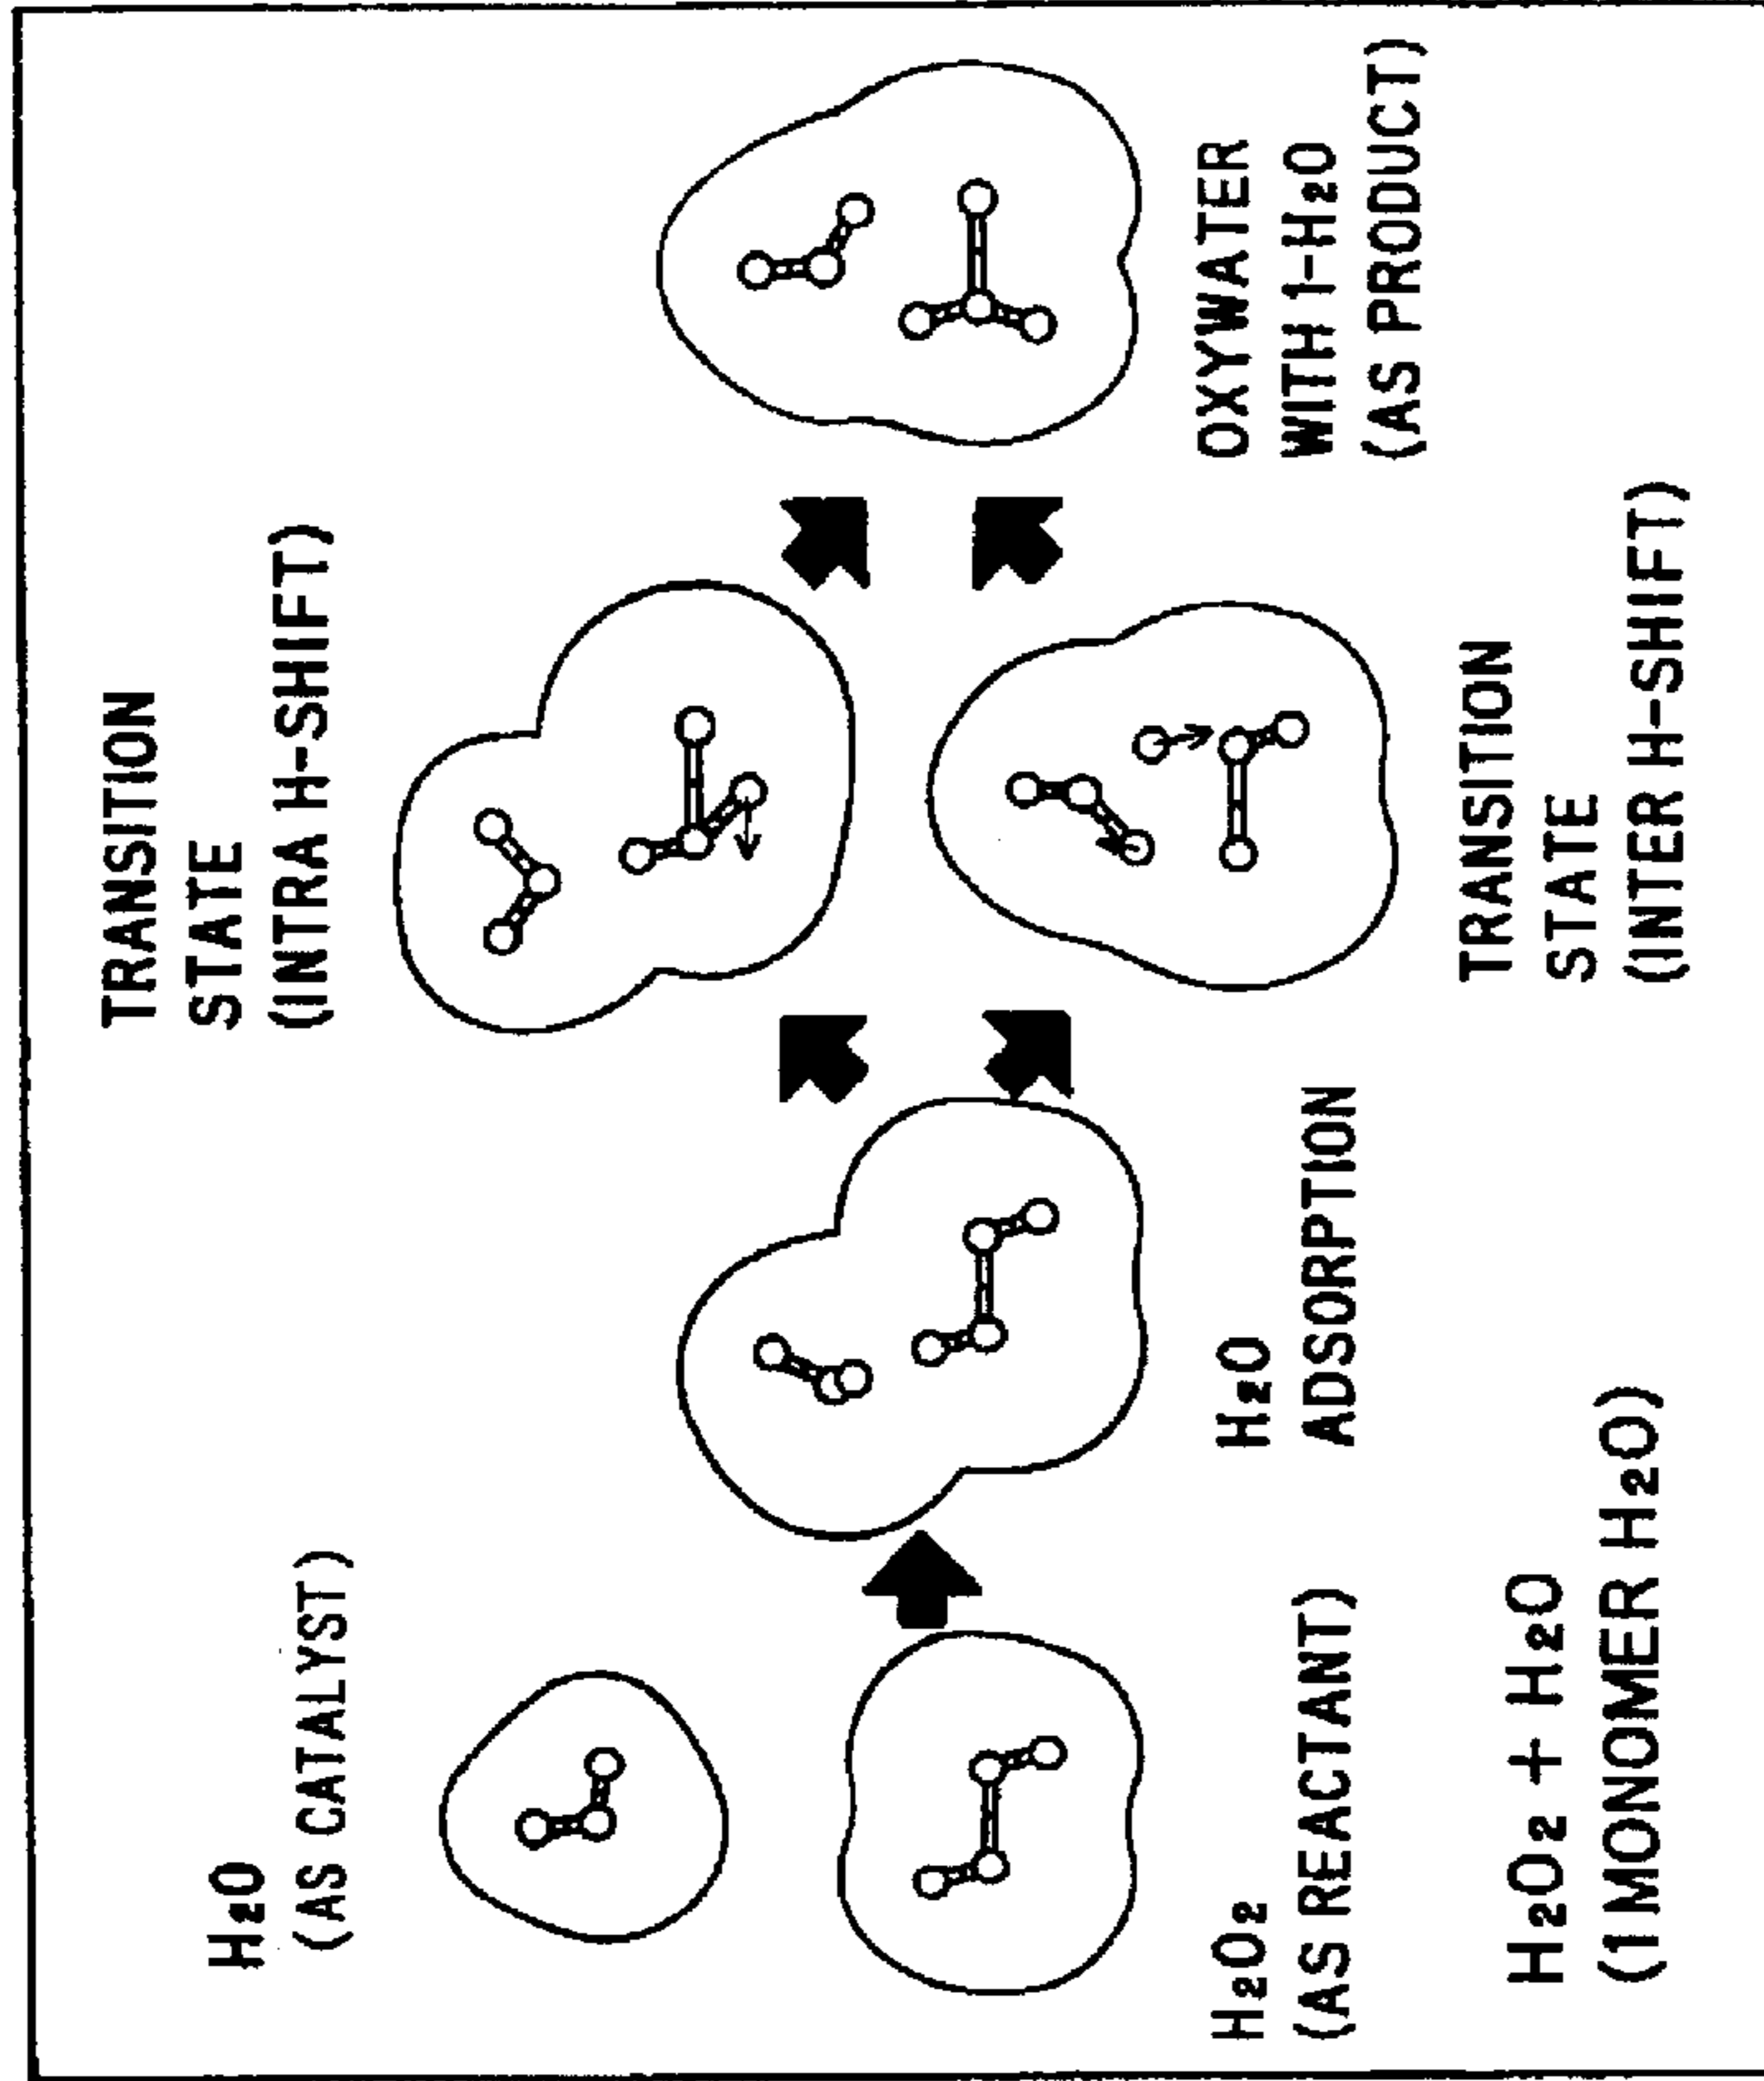 H₂O
(AS CATALYST)
H₂O₂
(AS REACTANT)
H₂O₂ + H₂O
(1 MONOMER H₂O)
H₂O
ADSORPTION
TRANSITION
STATE
(INTRA H-SHIFT)
TRANSITION
STATE
(INTER H-SHIFT)
OXYWATER
WITH 1-H₂O
(AS PRODUCT)